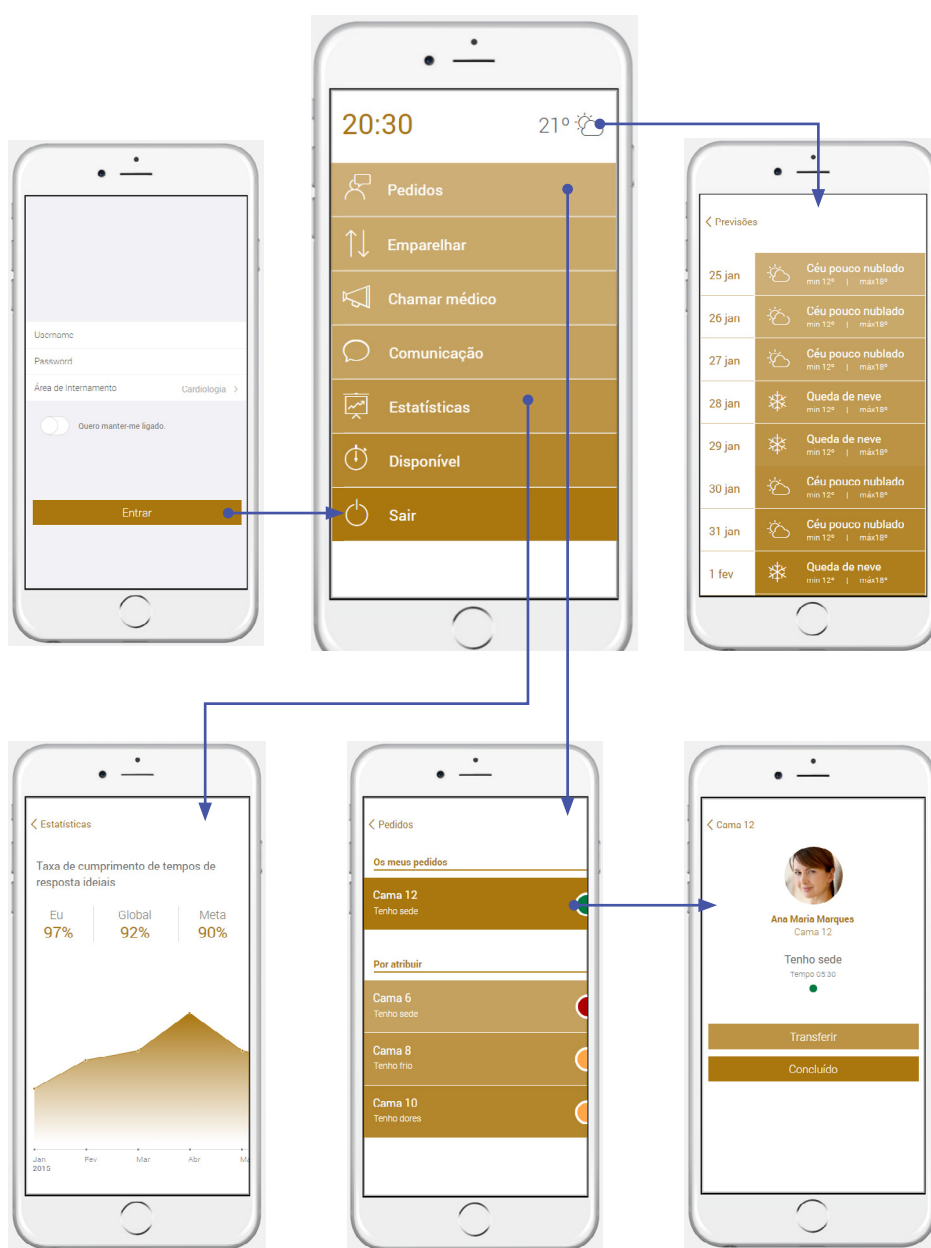 20:30
21º
Pedidos
Emparelhar
Chamar médico
Comunicação
Estatísticas
Disponível
Sair
Username
Password
Área de Internamento Cardiologia
Quero manter-me ligado.
Entrar
Previsões
25 jan Céu pouco nublado
min 12º | máx18º
26 jan Céu pouco nublado
min 12º | máx18º
27 jan Céu pouco nublado
min 12º | máx18º
28 jan Queda de neve
min 12º | máx18º
29 jan Queda de neve
min 12º | máx18º
30 jan Céu pouco nublado
min 12º | máx18º
31 jan Céu pouco nublado
min 12º | máx18º
1 fev Queda de neve
min 12º | máx18º
Estatísticas
Taxa de cumprimento de tempos de
resposta ideiais
Eu Global Meta
97% 92% 90%
Jan Fev Mar Abr Ma
2015
Pedidos
Os meus pedidos
Cama 12
Tenho sede
Por atribuir
Cama 6
Tenho sede
Cama 8
Tenho frio
Cama 10
Tenho dores
Cama 12
Ana Maria Marques
Cama 12
Tenho sede
Tempo 05:30
Transferir
Concluído